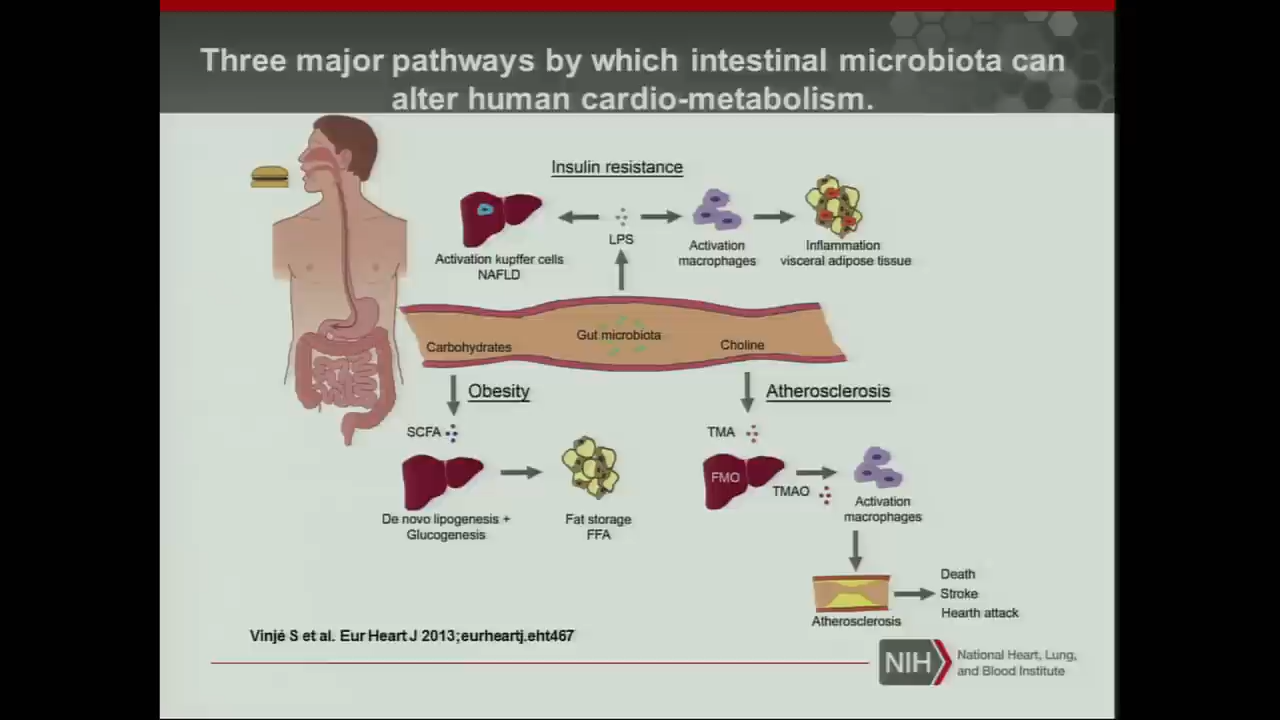 Three major pathways by which intestinal microbiota can
alter human cardio-metabolism.
Insulin resistance
LPS
Activation kupffer cells
NAFLD
Activation
macrophages
Inflammation
visceral adipose tissue
Gut microbiota
Carbohydrates
Choline
Obesity
SCFA
De novo lipogenesis +
Glucogenesis
Fat storage
FFA
Atherosclerosis
TMA
FMO
TMAO
Activation
macrophages
Atherosclerosis
Death
Stroke
Hearth attack
Vinjé S et al. Eur Heart J 2013;eurheartj.eht467
NIH
National Heart, Lung,
and Blood Institute